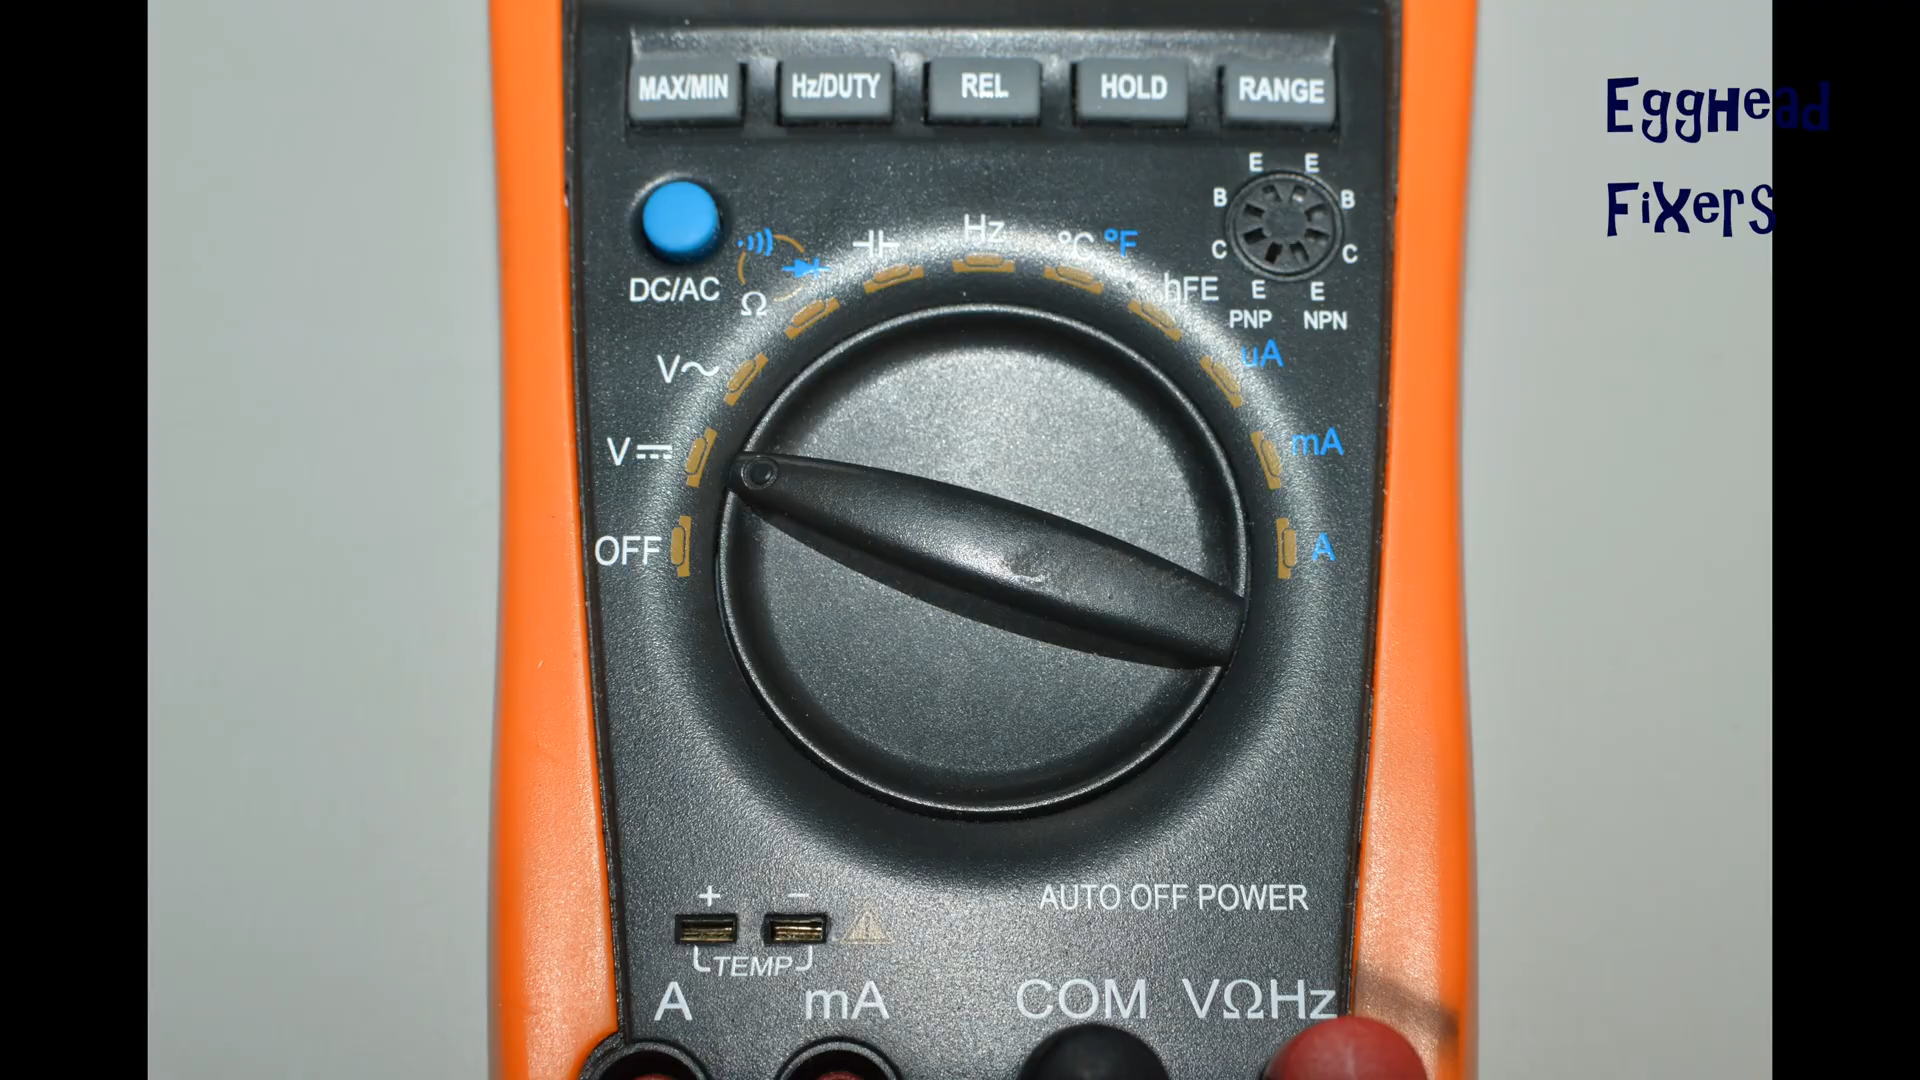 MAX/MIN Hz/DUTY REL HOLD RANGE
EggHead
Fixers
E E
B B
C C
E E
PNP NPN
DC/AC
Ω
Hz
°C °F
hFE
uA
V~
mA
V⎓
A
OFF
AUTO OFF POWER
+ −
TEMP
A mA COM VΩHz